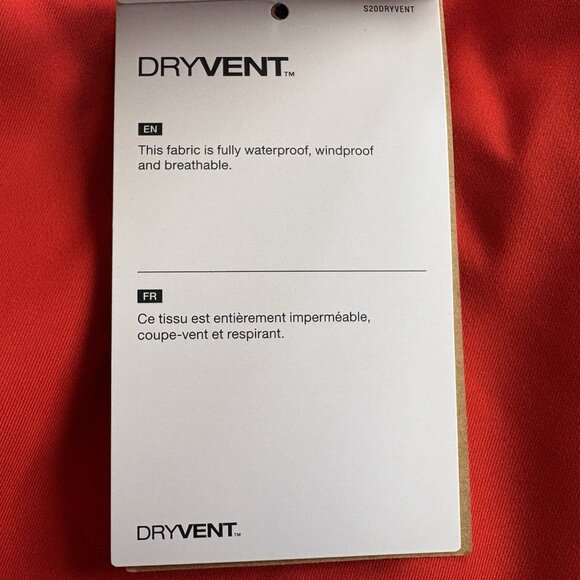 S20DRYVENT
DRYVENT™
EN
This fabric is fully waterproof, windproof
and breathable.
FR
Ce tissu est entièrement imperméable,
coupe-vent et respirant.
DRYVENT™